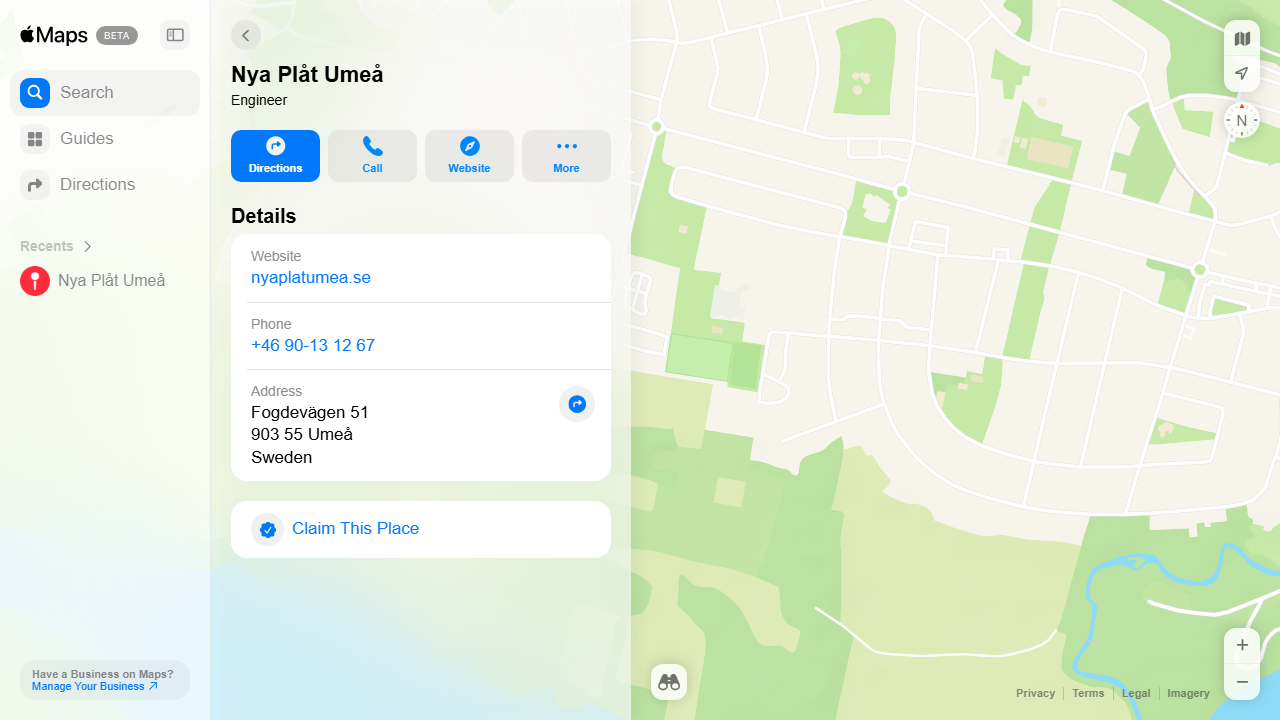 Maps BETA
Search
Guides
Directions
Recents
Nya Plåt Umeå
Have a Business on Maps?
Manage Your Business
Nya Plåt Umeå
Engineer
Directions
Call
Website
More
Details
Website
nyaplatumea.se
Phone
+46 90-13 12 67
Address
Fogdevägen 51
903 55 Umeå
Sweden
Claim This Place
N
Privacy
Terms
Legal
Imagery